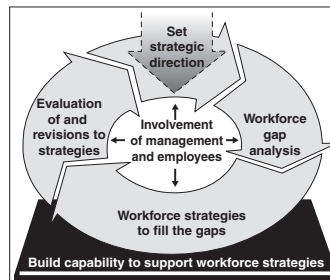 Set
strategic
direction
Evaluation
of and
revisions to
strategies
Involvement
of management
and employees
Workforce
gap
analysis
Workforce strategies
to fill the gaps
Build capability to support workforce strategies